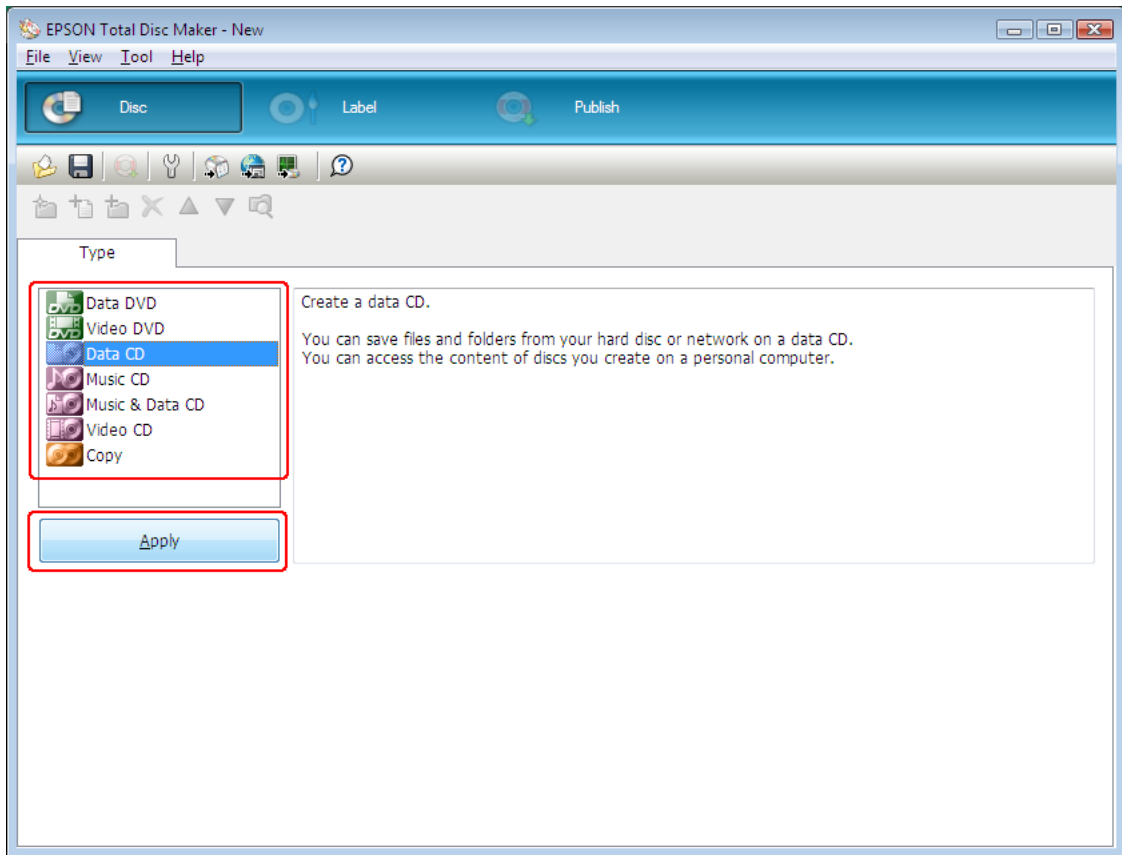 EPSON Total Disc Maker - New
File View Tool Help
Disc Label Publish
Type
DVD Data DVD
DVD Video DVD
Data CD
Music CD
Music & Data CD
Video CD
Copy
Apply
Create a data CD.
You can save files and folders from your hard disc or network on a data CD.
You can access the content of discs you create on a personal computer.